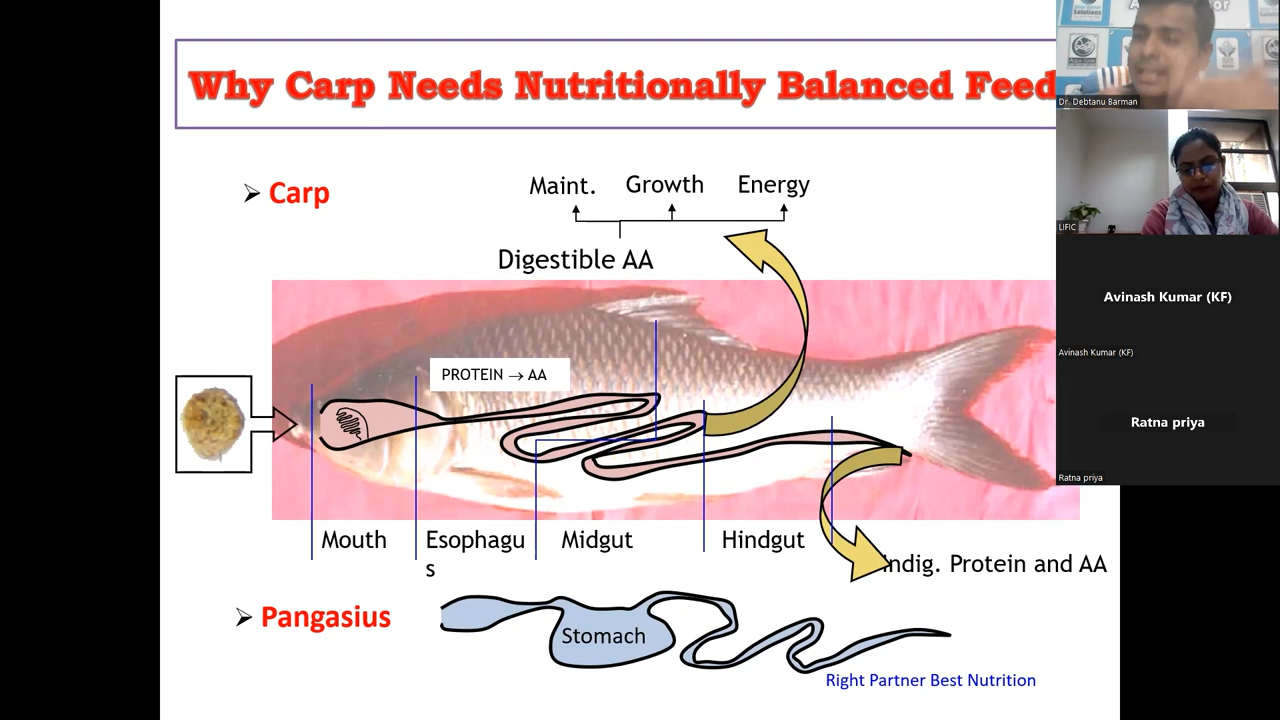 Why Carp Needs Nutritionally Balanced Feed
➢ Carp
Maint. Growth Energy
Digestible AA
PROTEIN → AA
Mouth
Esophagu
s
Midgut
Hindgut
Indig. Protein and AA
➢ Pangasius
Stomach
Right Partner Best Nutrition
Solutions
Dr. Debtanu Barman
LIFIC
Avinash Kumar (KF)
Avinash Kumar (KF)
Ratna priya
Ratna priya